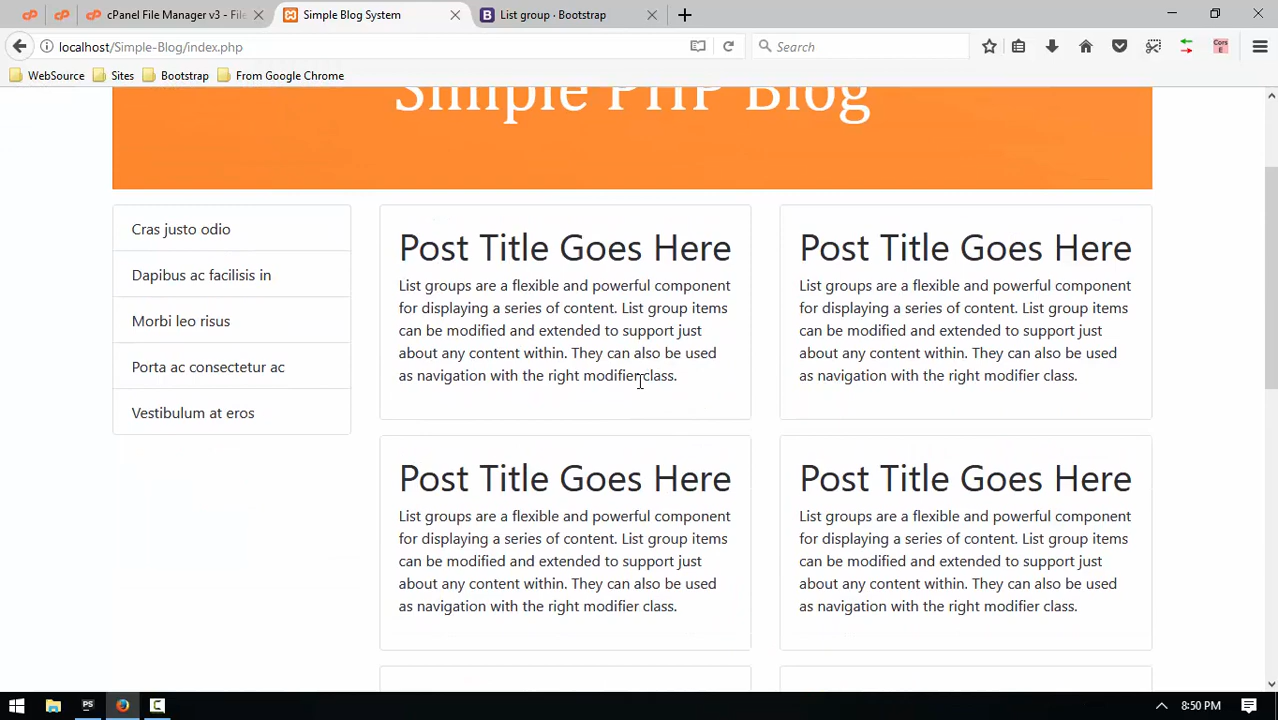 cPanel File Manager v3 - File
Simple Blog System
List group · Bootstrap
localhost/Simple-Blog/index.php
Search
WebSource
Sites
Bootstrap
From Google Chrome
Simple PHP Blog
Cras justo odio
Dapibus ac facilisis in
Morbi leo risus
Porta ac consectetur ac
Vestibulum at eros
Post Title Goes Here
List groups are a flexible and powerful component
for displaying a series of content. List group items
can be modified and extended to support just
about any content within. They can also be used
as navigation with the right modifier class.
Post Title Goes Here
List groups are a flexible and powerful component
for displaying a series of content. List group items
can be modified and extended to support just
about any content within. They can also be used
as navigation with the right modifier class.
Post Title Goes Here
List groups are a flexible and powerful component
for displaying a series of content. List group items
can be modified and extended to support just
about any content within. They can also be used
as navigation with the right modifier class.
Post Title Goes Here
List groups are a flexible and powerful component
for displaying a series of content. List group items
can be modified and extended to support just
about any content within. They can also be used
as navigation with the right modifier class.
8:50 PM